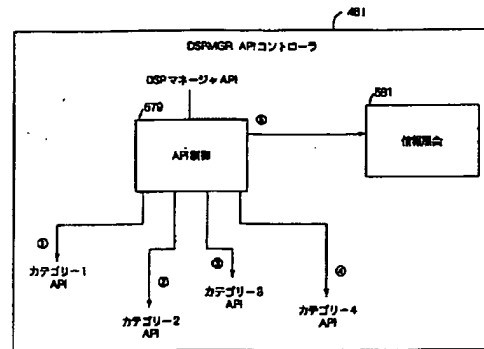 461
DSPMGR APIコントローラ
DSPマネージャAPI
579
API制御
⑤
581
情報照会
①
カテゴリー1
API
②
カテゴリー2
API
③
カテゴリー3
API
④
カテゴリー4
API